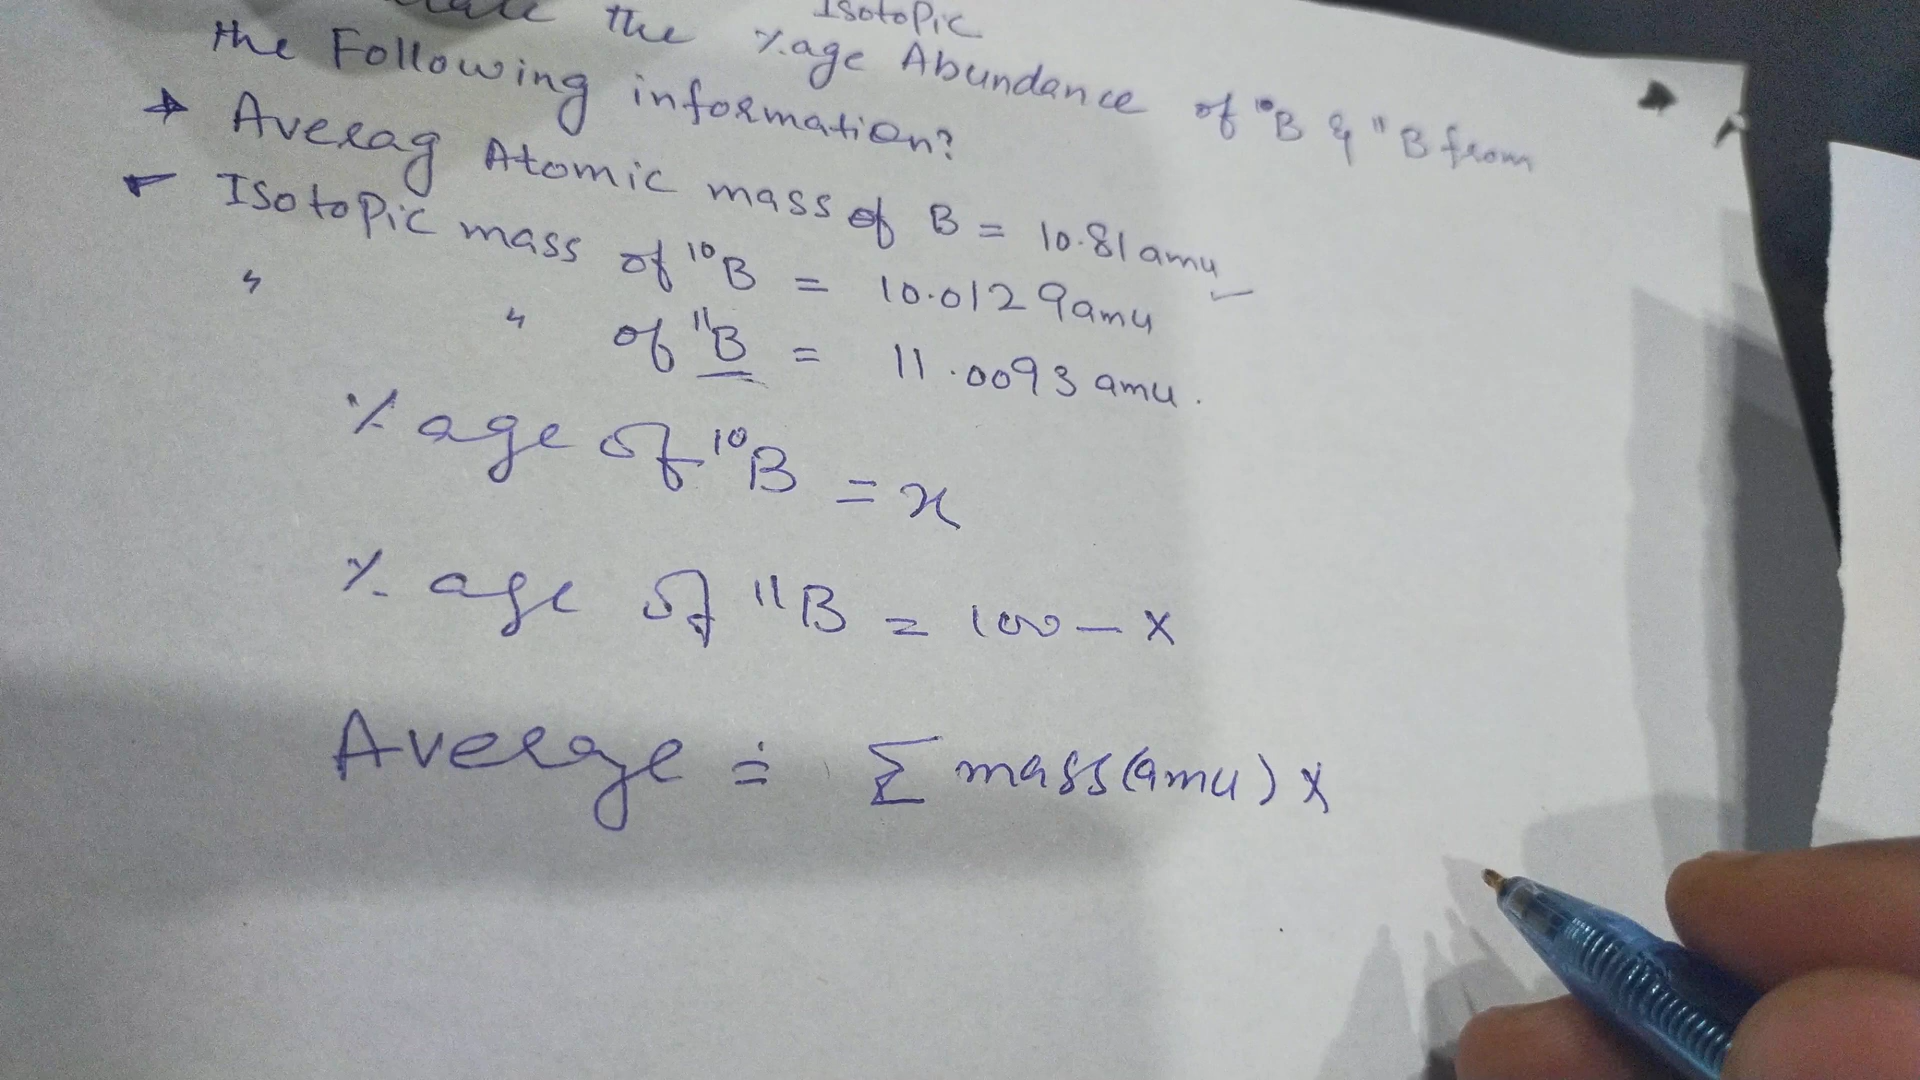 the %age Isotopic Abundance of ¹⁰B & ¹¹B from
the Following information?
→ Averag Atomic mass of B = 10.81 amu
Isotopic mass of ¹⁰B = 10.0129 amu
〃 〃 of ¹¹B = 11.0093 amu.
% age of ¹⁰B = x
% age of ¹¹B = 100 - x
Average = Σ mass(amu) x